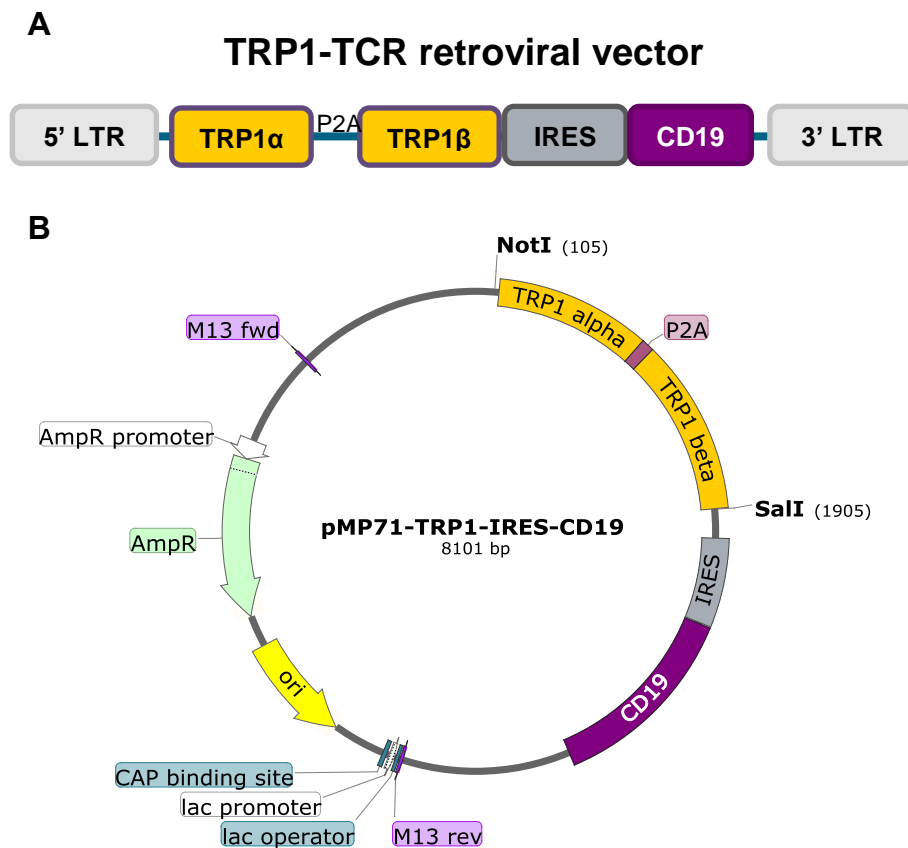 A
TRP1-TCR retroviral vector
5’ LTR
TRP1α
P2A
TRP1β
IRES
CD19
3’ LTR
B
NotI (105)
TRP1 alpha
P2A
M13 fwd
TRP1 beta
AmpR promoter
SalI (1905)
pMP71-TRP1-IRES-CD19
8101 bp
AmpR
IRES
CD19
ori
CAP binding site
lac promoter
lac operator
M13 rev